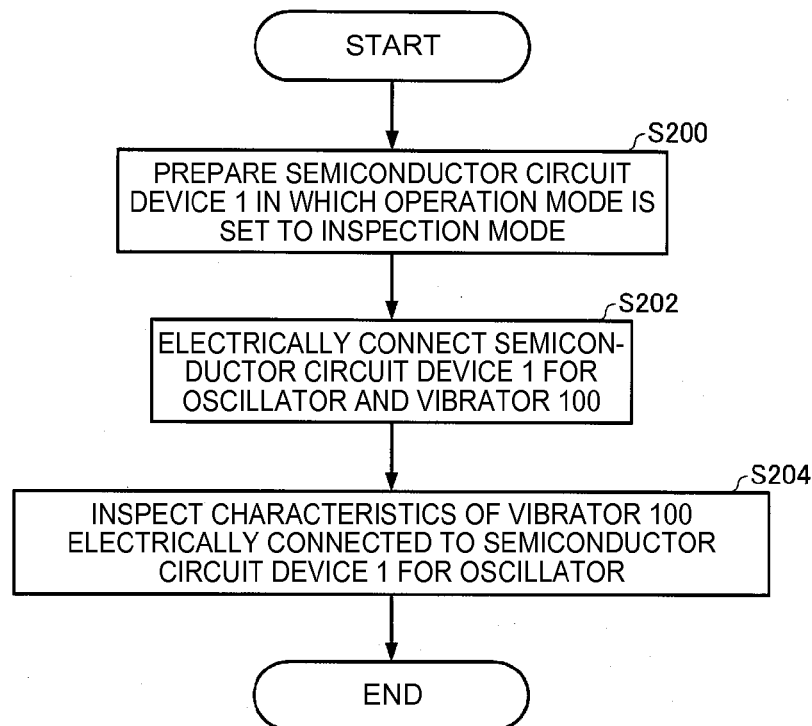 START
S200
PREPARE SEMICONDUCTOR CIRCUIT
DEVICE 1 IN WHICH OPERATION MODE IS
SET TO INSPECTION MODE
S202
ELECTRICALLY CONNECT SEMICON-
DUCTOR CIRCUIT DEVICE 1 FOR
OSCILLATOR AND VIBRATOR 100
S204
INSPECT CHARACTERISTICS OF VIBRATOR 100
ELECTRICALLY CONNECTED TO SEMICONDUCTOR
CIRCUIT DEVICE 1 FOR OSCILLATOR
END